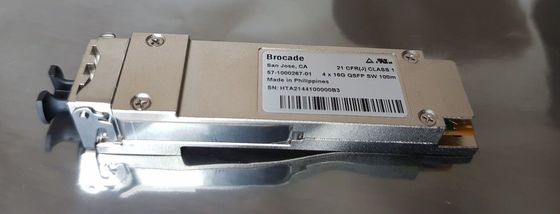 Brocade
San Jose, CA
21 CFR(J) CLASS 1
57-1000267-01
4 x 16G QSFP SW 100m
Made in Philippines
SN: HTA2144100000B3